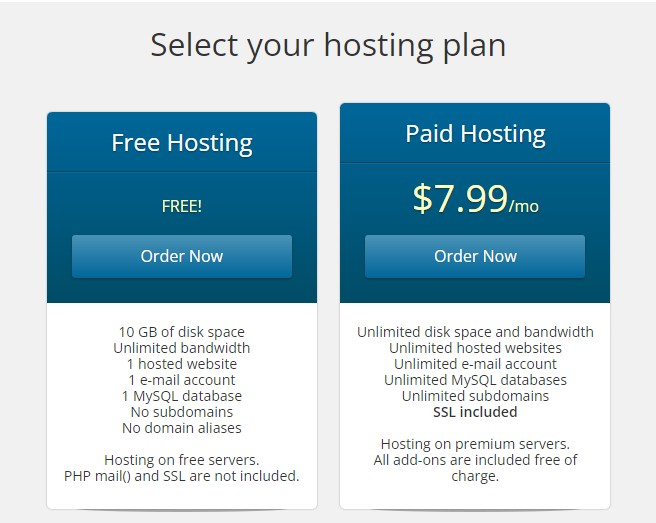 Select your hosting plan
Free Hosting
FREE!
Order Now
10 GB of disk space
Unlimited bandwidth
1 hosted website
1 e-mail account
1 MySQL database
No subdomains
No domain aliases
Hosting on free servers.
PHP mail() and SSL are not included.
Paid Hosting
$7.99/mo
Order Now
Unlimited disk space and bandwidth
Unlimited hosted websites
Unlimited e-mail account
Unlimited MySQL databases
Unlimited subdomains
SSL included
Hosting on premium servers.
All add-ons are included free of
charge.